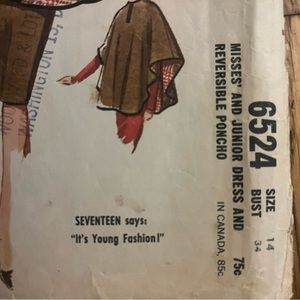 6524
SIZE 14
BUST 34
MISSES' AND JUNIOR DRESS AND 75c
REVERSIBLE PONCHO IN CANADA, 85c.
SEVENTEEN says:
"It's Young Fashion!"